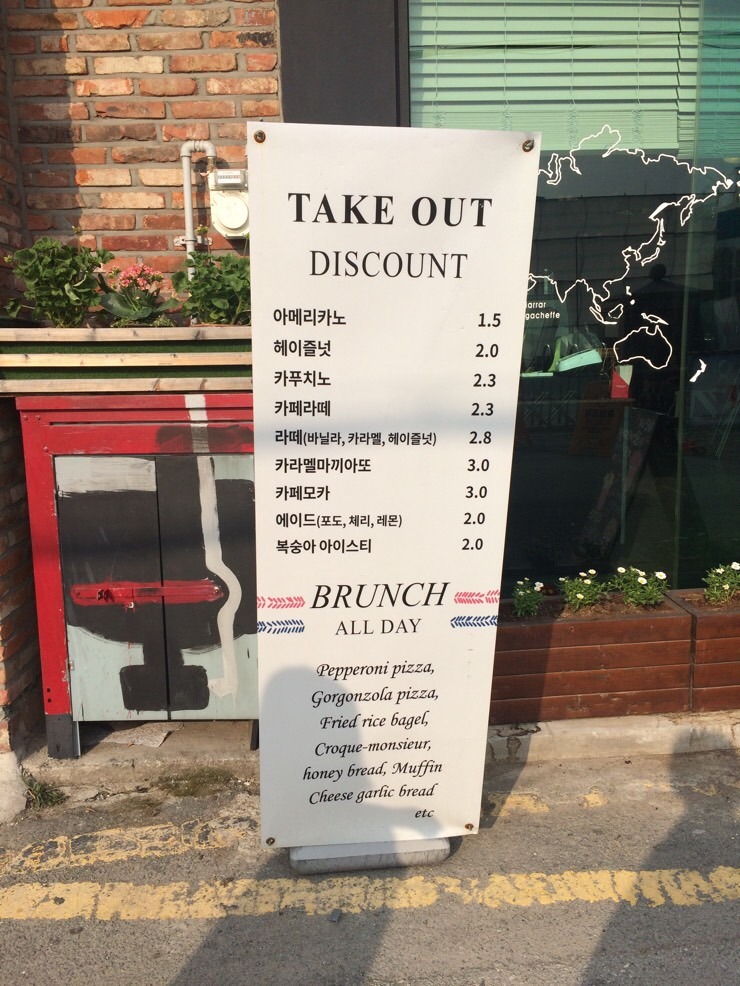 TAKE OUT
DISCOUNT
아메리카노 1.5
헤이즐넛 2.0
카푸치노 2.3
카페라떼 2.3
라떼(바닐라, 카라멜, 헤이즐넛) 2.8
카라멜마끼아또 3.0
카페모카 3.0
에이드(포도, 체리, 레몬) 2.0
복숭아 아이스티 2.0
BRUNCH
ALL DAY
Pepperoni pizza,
Gorgonzola pizza,
Fried rice bagel,
Croque-monsieur,
honey bread, Muffin
Cheese garlic bread
etc